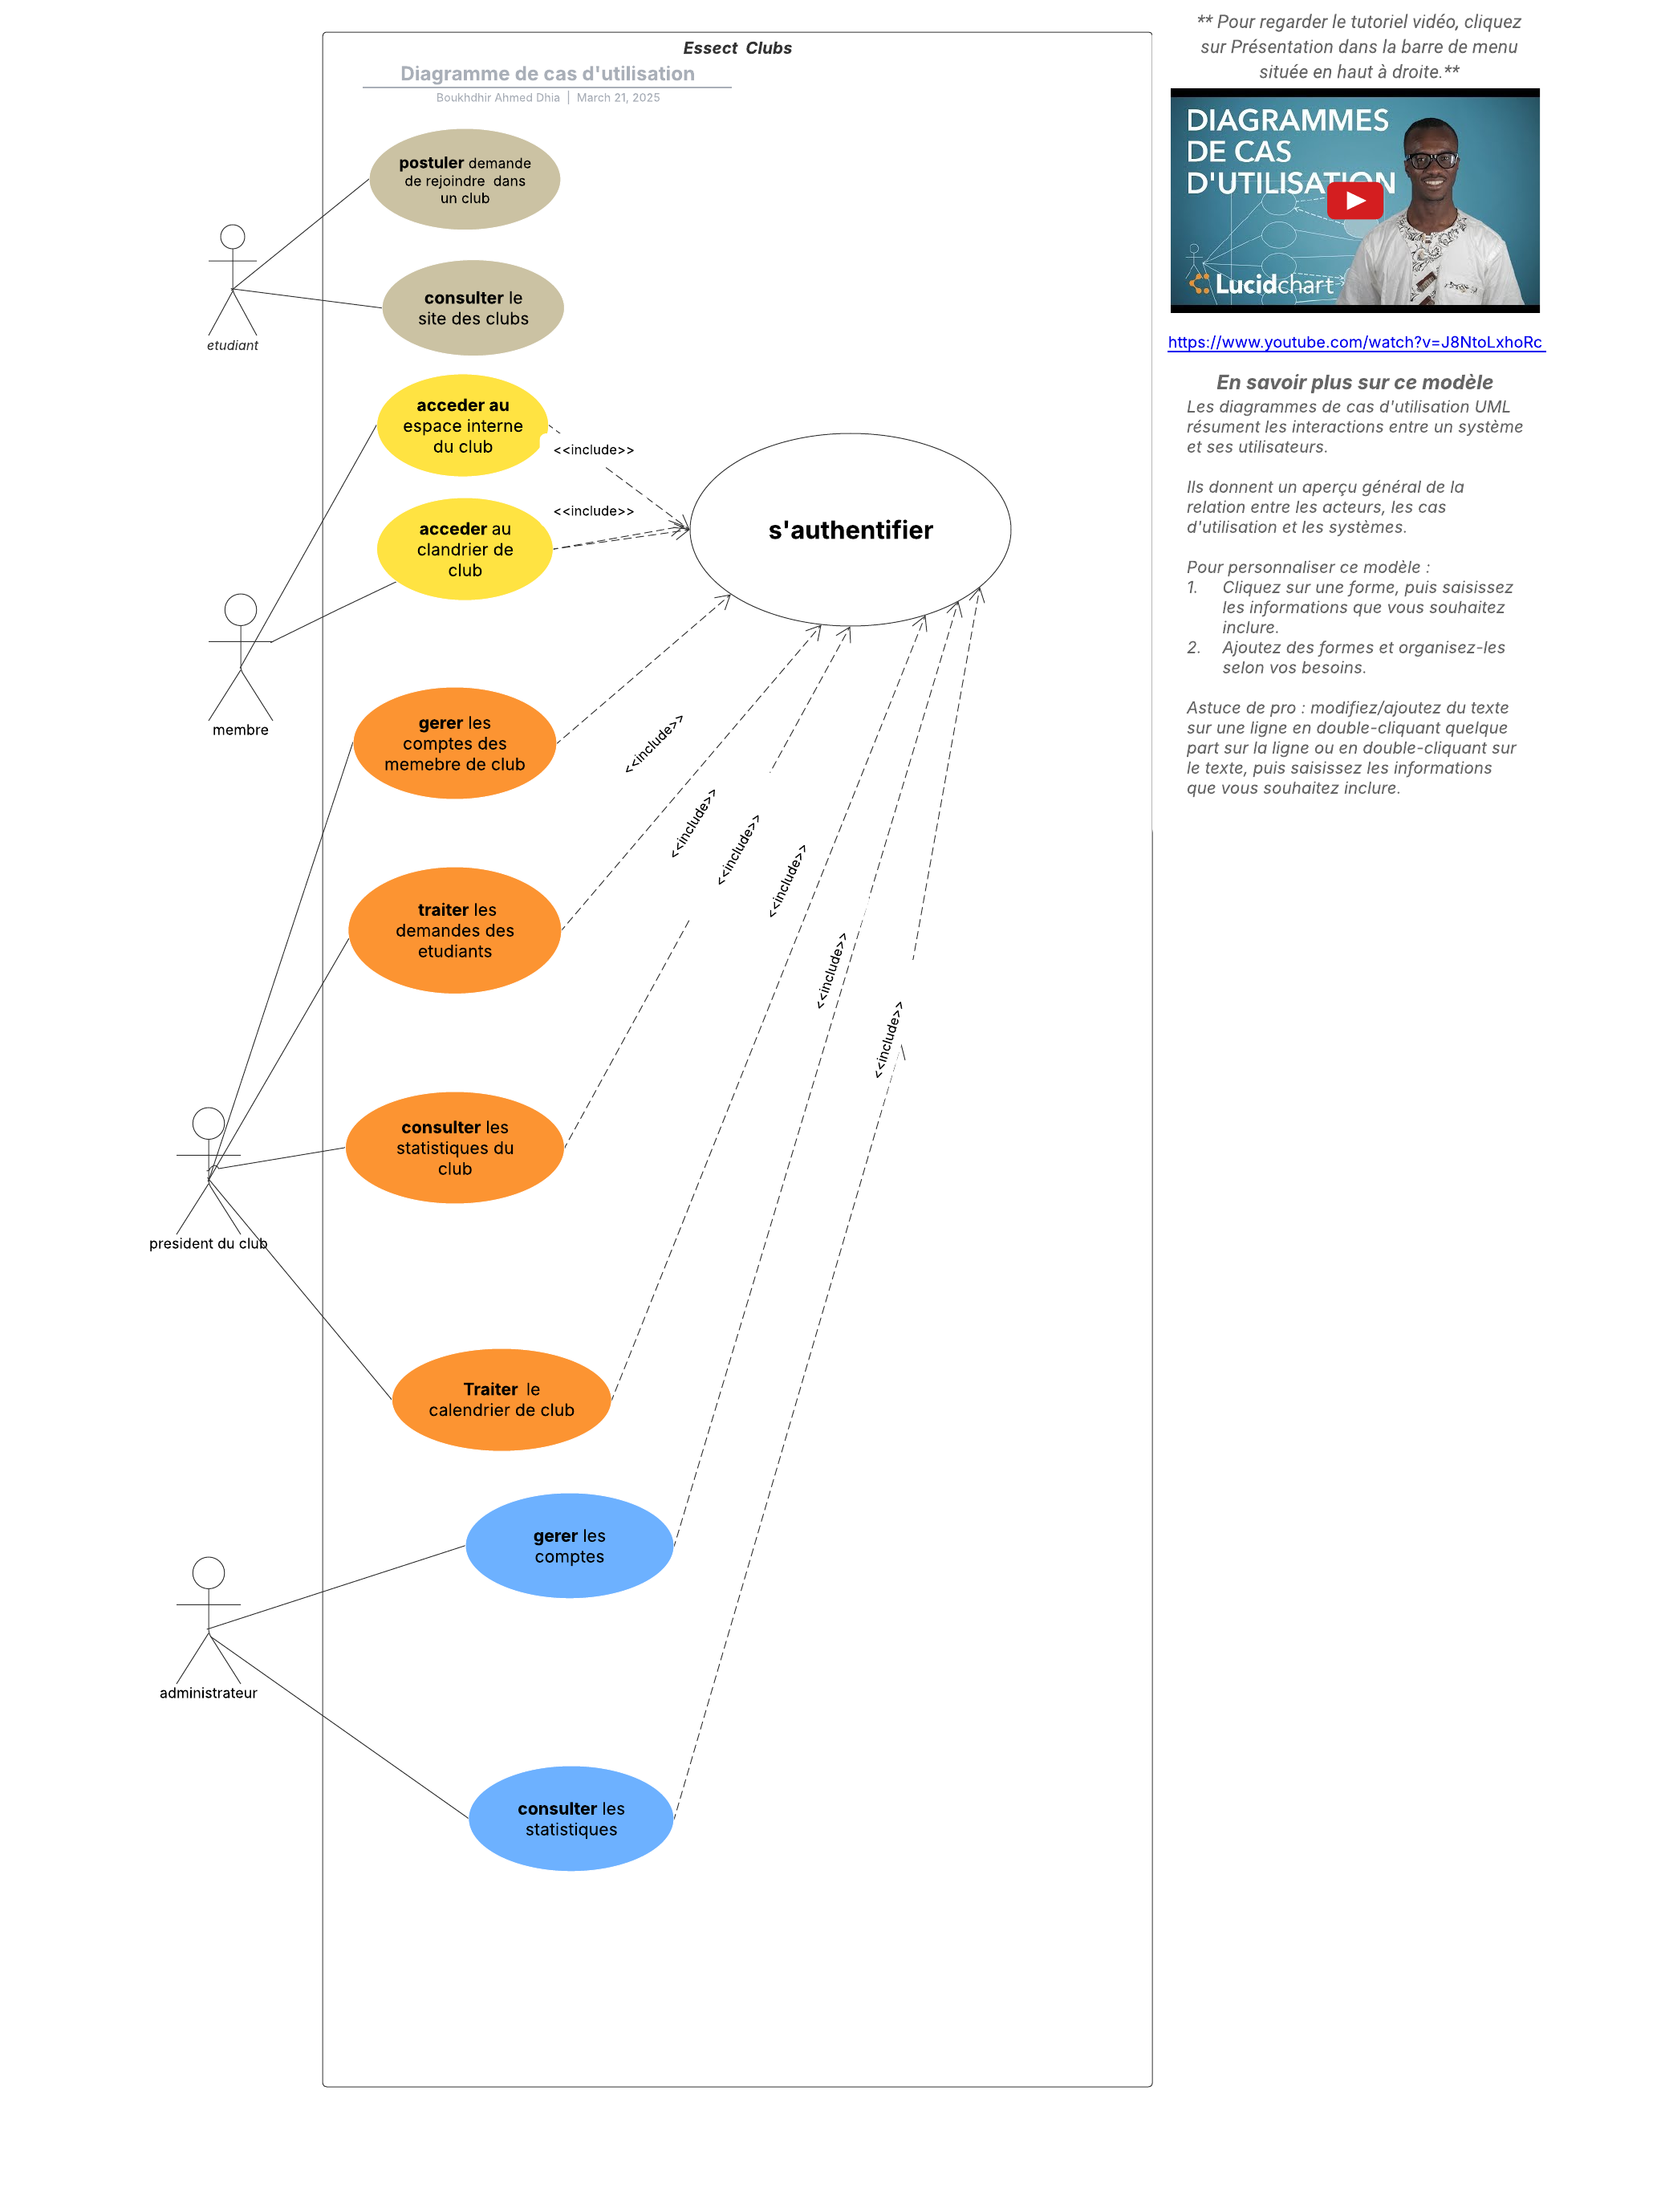 Essect  Clubs
Diagramme de cas d'utilisation
Boukhdhir Ahmed Dhia | March 21, 2025
postuler demande
de rejoindre  dans
un club
consulter le
site des clubs
etudiant
acceder au
espace interne
du club
<<include>>
acceder au
clandrier de
club
<<include>>
s'authentifier
membre
gerer les
comptes des
memebre de club
<<include>>
traiter les
demandes des
etudiants
<<include>>
<<include>>
<<include>>
<<include>>
<<include>>
consulter les
statistiques du
club
president du club
Traiter  le
calendrier de club
gerer les
comptes
administrateur
consulter les
statistiques
** Pour regarder le tutoriel vidéo, cliquez
sur Présentation dans la barre de menu
située en haut à droite.**
DIAGRAMMES
DE CAS
D'UTILISATION
Lucidchart
https://www.youtube.com/watch?v=J8NtoLxhoRc
En savoir plus sur ce modèle
Les diagrammes de cas d'utilisation UML
résument les interactions entre un système
et ses utilisateurs.
Ils donnent un aperçu général de la
relation entre les acteurs, les cas
d'utilisation et les systèmes.
Pour personnaliser ce modèle :
1. Cliquez sur une forme, puis saisissez
les informations que vous souhaitez
inclure.
2. Ajoutez des formes et organisez-les
selon vos besoins.
Astuce de pro : modifiez/ajoutez du texte
sur une ligne en double-cliquant quelque
part sur la ligne ou en double-cliquant sur
le texte, puis saisissez les informations
que vous souhaitez inclure.